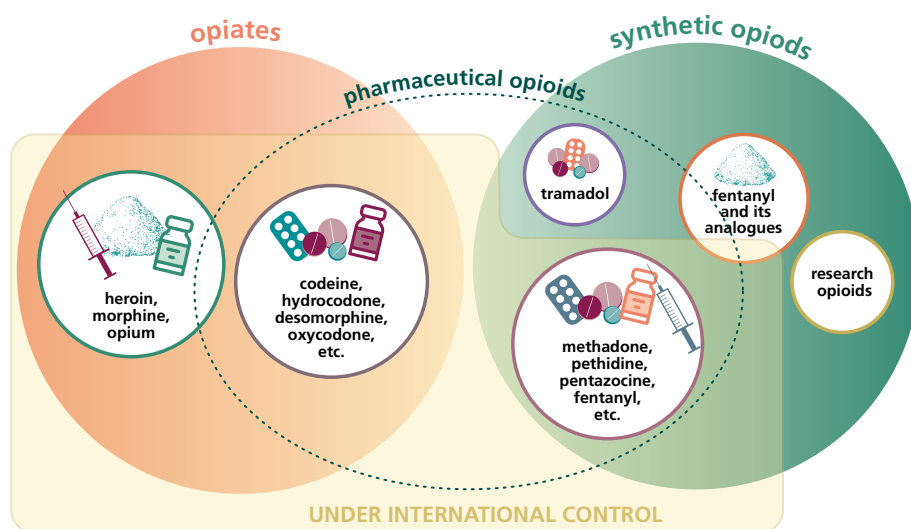 opiates
synthetic opiods
pharmaceutical opioids
tramadol
fentanyl
and its
analogues
research
opioids
heroin,
morphine,
opium
codeine,
hydrocodone,
desomorphine,
oxycodone,
etc.
methadone,
pethidine,
pentazocine,
fentanyl,
etc.
UNDER INTERNATIONAL CONTROL